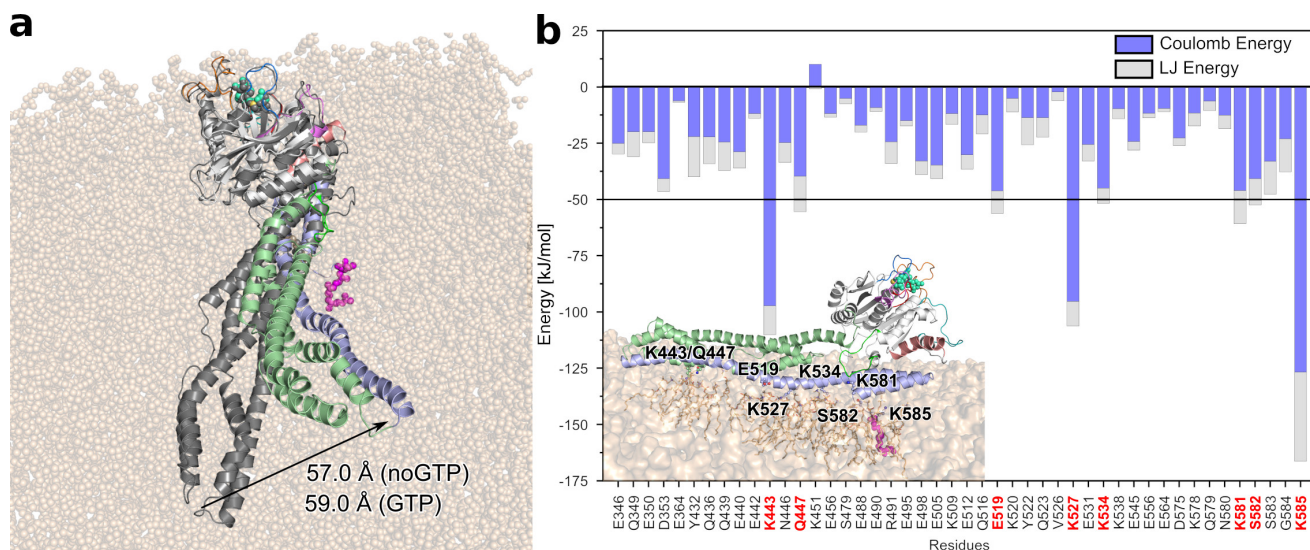 a
57.0 Å (noGTP)
59.0 Å (GTP)
b
Coulomb Energy
LJ Energy
Energy [kJ/mol]
25
0
-25
-50
-75
-100
-125
-150
-175
K443/Q447
E519
K534
K581
K527
S582
K585
E346
Q349
E350
D353
E364
Y432
Q436
Q439
E440
E442
K443
N446
Q447
K451
E456
S479
E488
E490
R491
E495
E498
E505
K509
E512
Q516
E519
K520
Y522
Q523
V526
K527
E531
K534
K538
E545
E556
E564
D575
K578
Q579
N580
K581
S582
S583
G584
K585
Residues